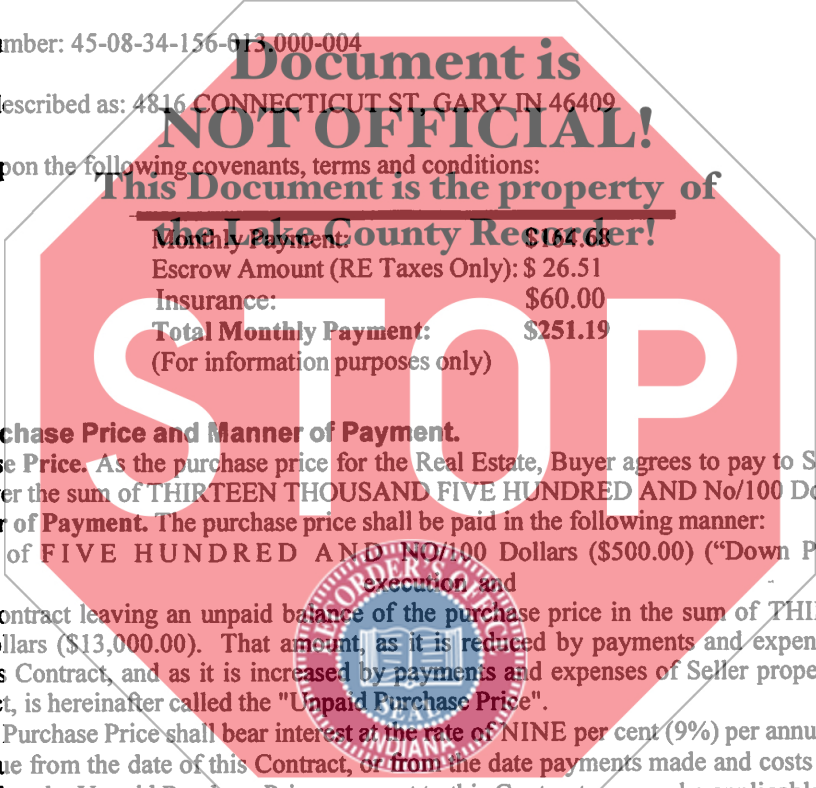 mber: 45-08-34-156-013.000-004
Document is
escribed as: 4816 CONNECTICUT ST, GARY IN 46409
NOT OFFICIAL!
pon the following covenants, terms and conditions:
This Document is the property of
the Lake County Recorder!
Monthly Payment: $164.68
Escrow Amount (RE Taxes Only): $ 26.51
Insurance: $60.00
Total Monthly Payment: $251.19
(For information purposes only)
STOP
chase Price and Manner of Payment.
e Price. As the purchase price for the Real Estate, Buyer agrees to pay to S
er the sum of THIRTEEN THOUSAND FIVE HUNDRED AND No/100 Do
r of Payment. The purchase price shall be paid in the following manner:
of FIVE HUNDRED AND NO/100 Dollars ($500.00) ("Down P
execution and
ontract leaving an unpaid balance of the purchase price in the sum of THI
llars ($13,000.00). That amount, as it is reduced by payments and expen
s Contract, and as it is increased by payments and expenses of Seller prope
t, is hereinafter called the "Unpaid Purchase Price".
Purchase Price shall bear interest at the rate of NINE per cent (9%) per annu
ue from the date of this Contract, or from the date payments made and costs
RECORDER'S OFFICE
SEAL
INDIANA